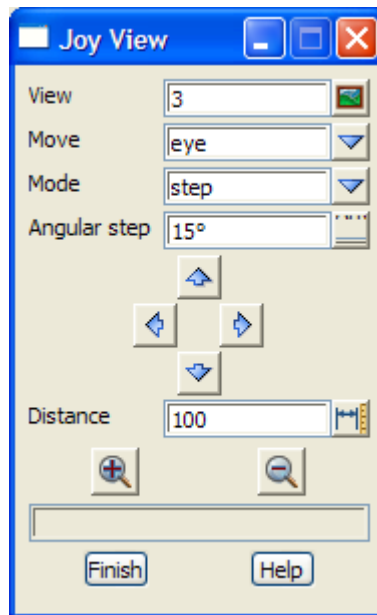 Joy View
View 3
Move eye
Mode step
Angular step 15°
Distance 100
Finish Help